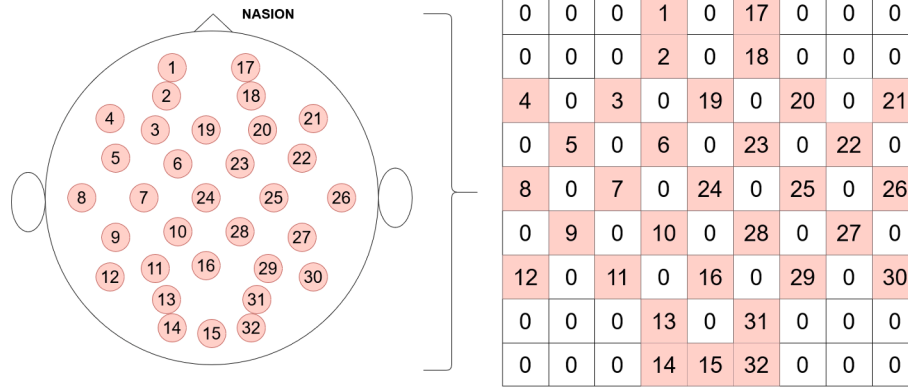 NASION
1 17
2 18
4 3 19 20 21
5 6 23 22
8 7 24 25 26
9 10 28 27
12 11 16 29 30
13 31
14 15 32
0 0 0 1 0 17 0 0 0
0 0 0 2 0 18 0 0 0
4 0 3 0 19 0 20 0 21
0 5 0 6 0 23 0 22 0
8 0 7 0 24 0 25 0 26
0 9 0 10 0 28 0 27 0
12 0 11 0 16 0 29 0 30
0 0 0 13 0 31 0 0 0
0 0 0 14 15 32 0 0 0